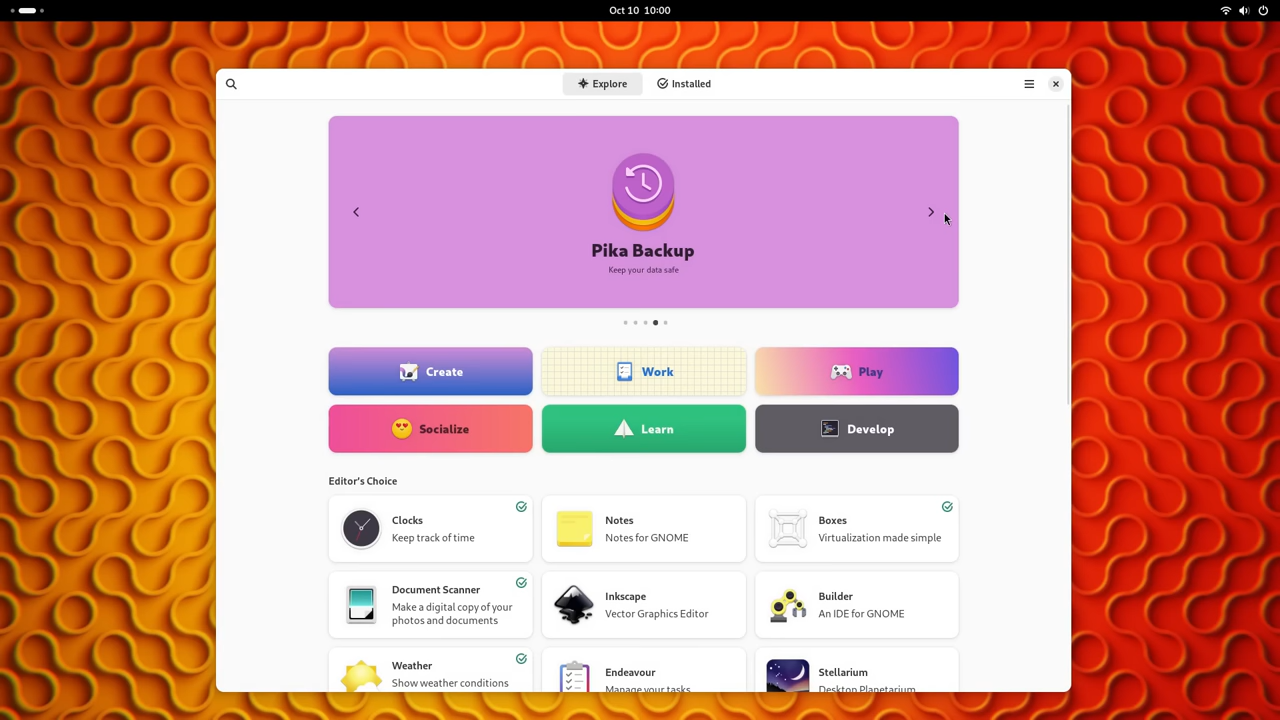 Oct 10 10:00
Explore
Installed
Pika Backup
Keep your data safe
Create
Work
Play
Socialize
Learn
Develop
Editor's Choice
Clocks
Keep track of time
Notes
Notes for GNOME
Boxes
Virtualization made simple
Document Scanner
Make a digital copy of your
photos and documents
Inkscape
Vector Graphics Editor
Builder
An IDE for GNOME
Weather
Show weather conditions
Endeavour
Manage your tasks
Stellarium
Desktop Planetarium